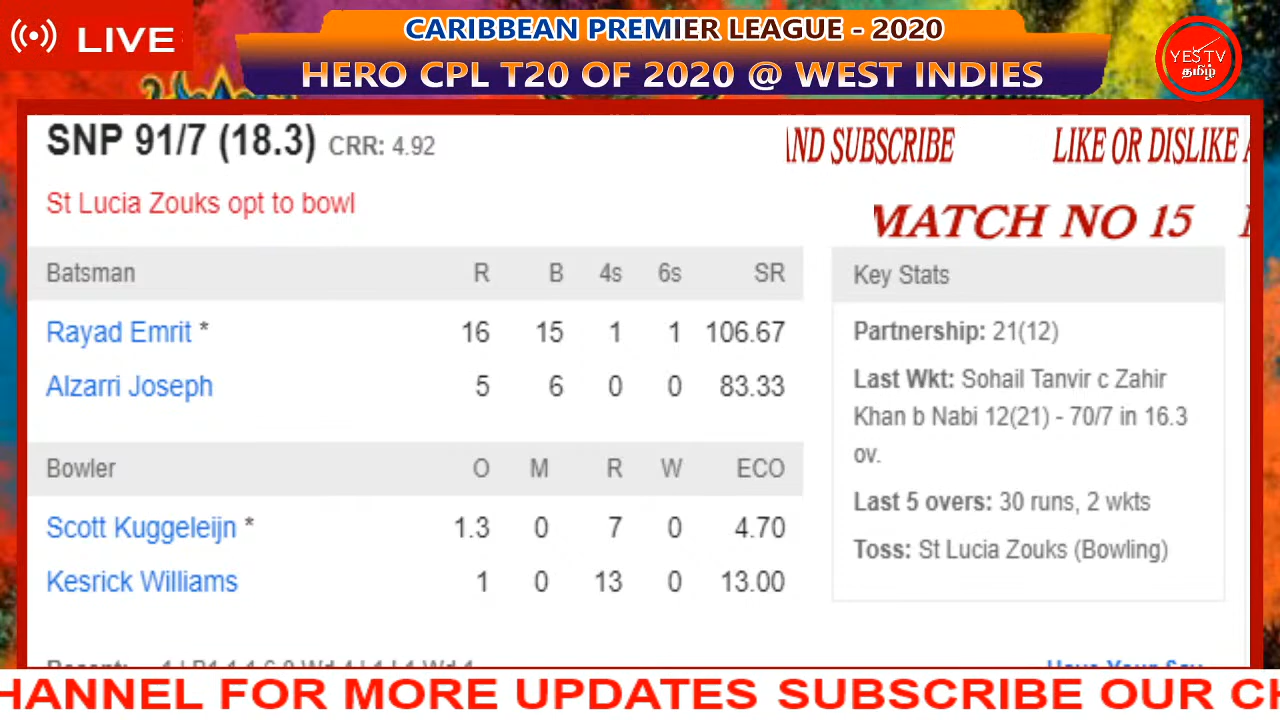 LIVE
CARIBBEAN PREMIER LEAGUE - 2020
HERO CPL T20 OF 2020 @ WEST INDIES
YES TV
தமிழ்
SNP 91/7 (18.3) CRR: 4.92
AND SUBSCRIBE LIKE OR DISLIKE A
St Lucia Zouks opt to bowl
MATCH NO 15
Batsman R B 4s 6s SR
Rayad Emrit * 16 15 1 1 106.67
Alzarri Joseph 5 6 0 0 83.33
Bowler O M R W ECO
Scott Kuggeleijn * 1.3 0 7 0 4.70
Kesrick Williams 1 0 13 0 13.00
Key Stats
Partnership: 21(12)
Last Wkt: Sohail Tanvir c Zahir
Khan b Nabi 12(21) - 70/7 in 16.3
ov.
Last 5 overs: 30 runs, 2 wkts
Toss: St Lucia Zouks (Bowling)
HANNEL FOR MORE UPDATES SUBSCRIBE OUR CH